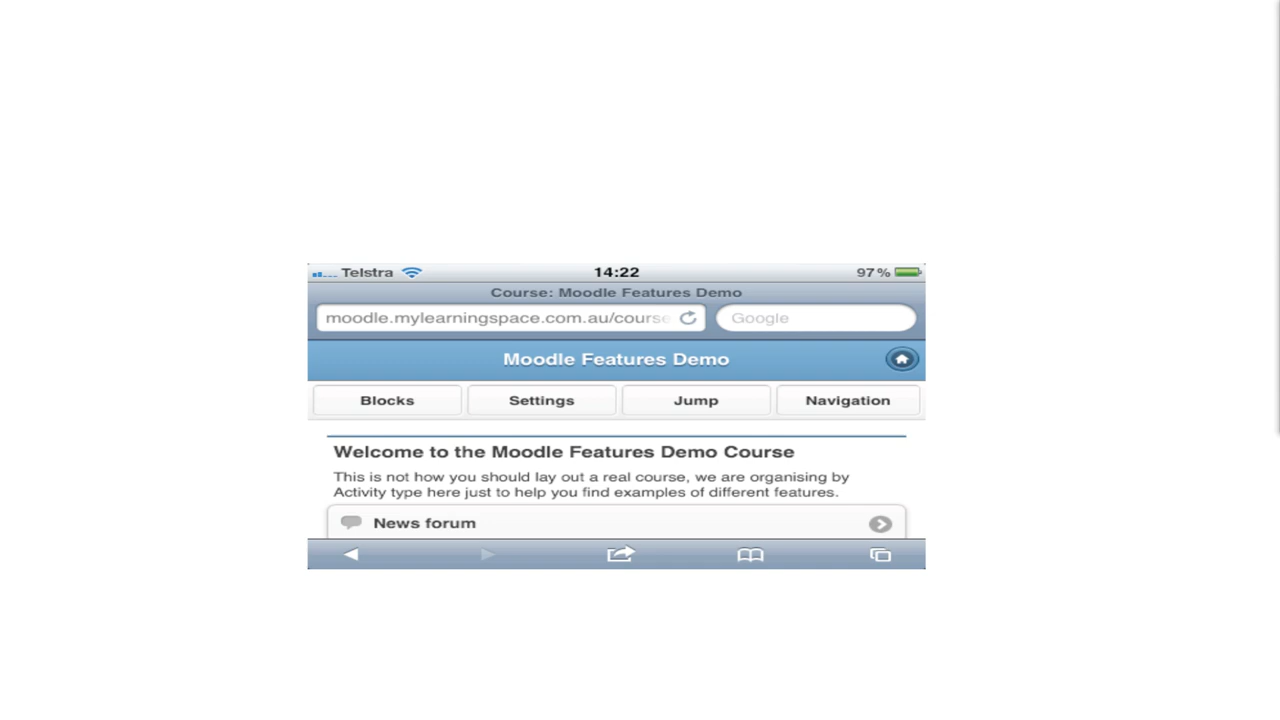 Telstra 14:22 97%
Course: Moodle Features Demo
moodle.mylearningspace.com.au/course Google
Moodle Features Demo
Blocks Settings Jump Navigation
Welcome to the Moodle Features Demo Course
This is not how you should lay out a real course, we are organising by
Activity type here just to help you find examples of different features.
News forum